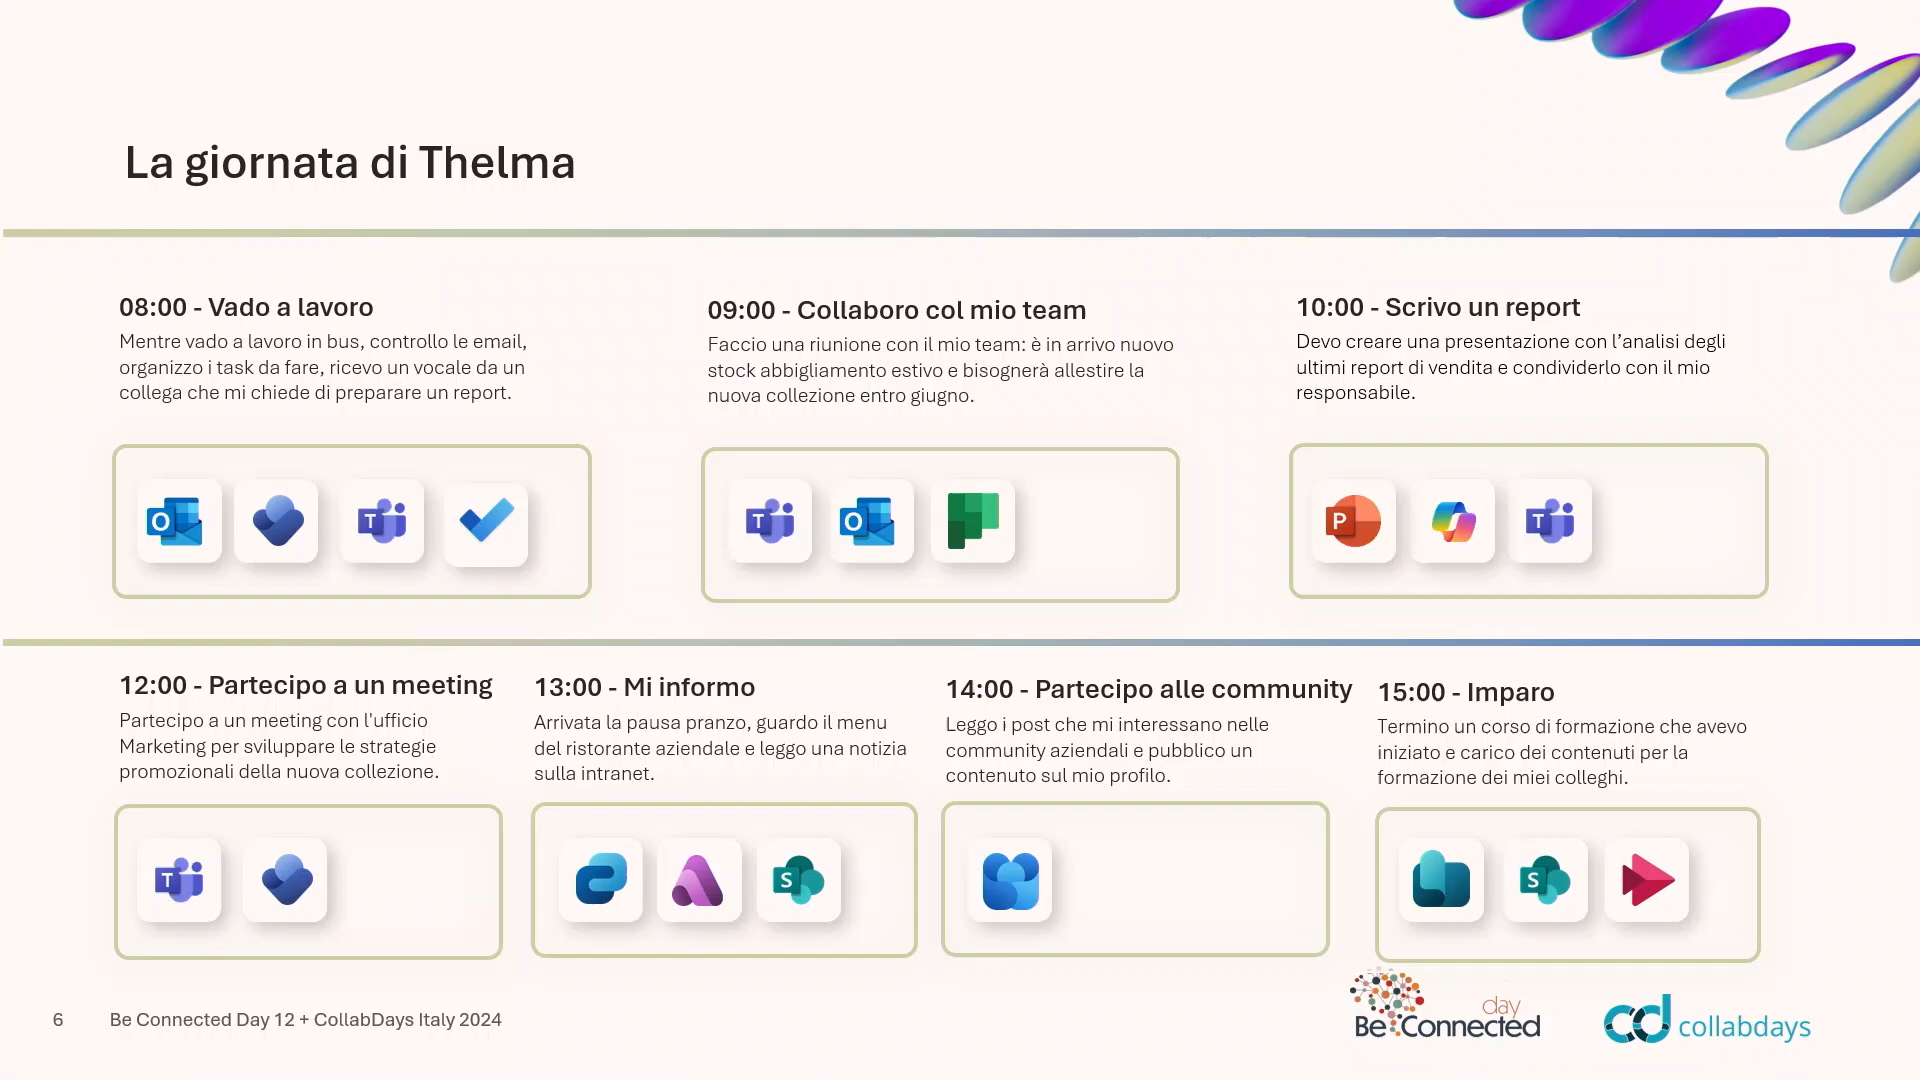 La giornata di Thelma
08:00 - Vado a lavoro
Mentre vado a lavoro in bus, controllo le email,
organizzo i task da fare, ricevo un vocale da un
collega che mi chiede di preparare un report.
09:00 - Collaboro col mio team
Faccio una riunione con il mio team: è in arrivo nuovo
stock abbigliamento estivo e bisognerà allestire la
nuova collezione entro giugno.
10:00 - Scrivo un report
Devo creare una presentazione con l’analisi degli
ultimi report di vendita e condividerlo con il mio
responsabile.
O
T
T
O
P
T
12:00 - Partecipo a un meeting
Partecipo a un meeting con l'ufficio
Marketing per sviluppare le strategie
promozionali della nuova collezione.
13:00 - Mi informo
Arrivata la pausa pranzo, guardo il menu
del ristorante aziendale e leggo una notizia
sulla intranet.
14:00 - Partecipo alle community
Leggo i post che mi interessano nelle
community aziendali e pubblico un
contenuto sul mio profilo.
15:00 - Imparo
Termino un corso di formazione che avevo
iniziato e carico dei contenuti per la
formazione dei miei colleghi.
T
S
S
6
Be Connected Day 12 + CollabDays Italy 2024
day
Be Connected
cd collabdays